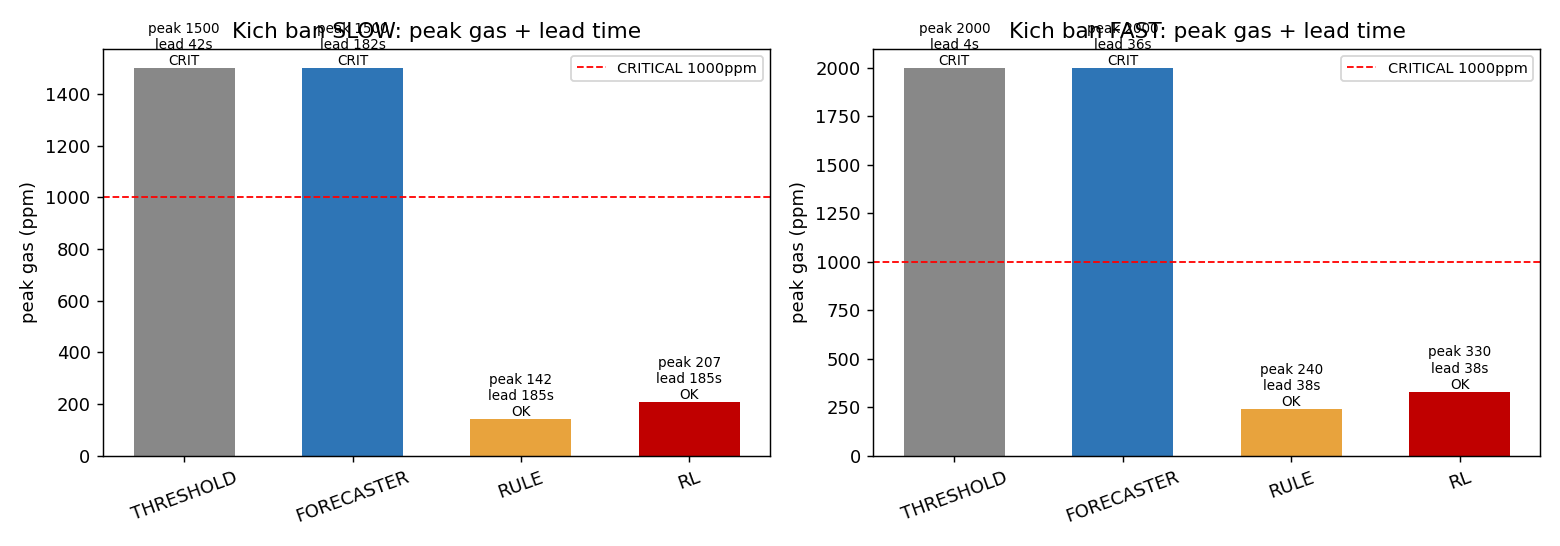 Kich ban SLOW: peak gas + lead time
peak 1500
lead 42s
CRIT
peak 1500
lead 182s
CRIT
CRITICAL 1000ppm
peak gas (ppm)
1400
1200
1000
800
600
400
200
0
peak 142
lead 185s
OK
peak 207
lead 185s
OK
THRESHOLD
FORECASTER
RULE
RL
Kich ban FAST: peak gas + lead time
peak 2000
lead 4s
CRIT
peak 2000
lead 36s
CRIT
CRITICAL 1000ppm
peak gas (ppm)
2000
1750
1500
1250
1000
750
500
250
0
peak 240
lead 38s
OK
peak 330
lead 38s
OK
THRESHOLD
FORECASTER
RULE
RL